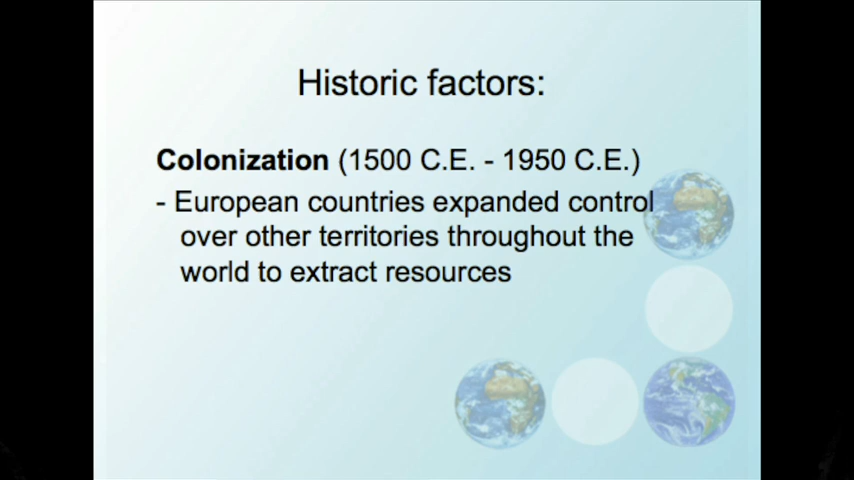 Historic factors:
Colonization (1500 C.E. - 1950 C.E.)
- European countries expanded control
over other territories throughout the
world to extract resources